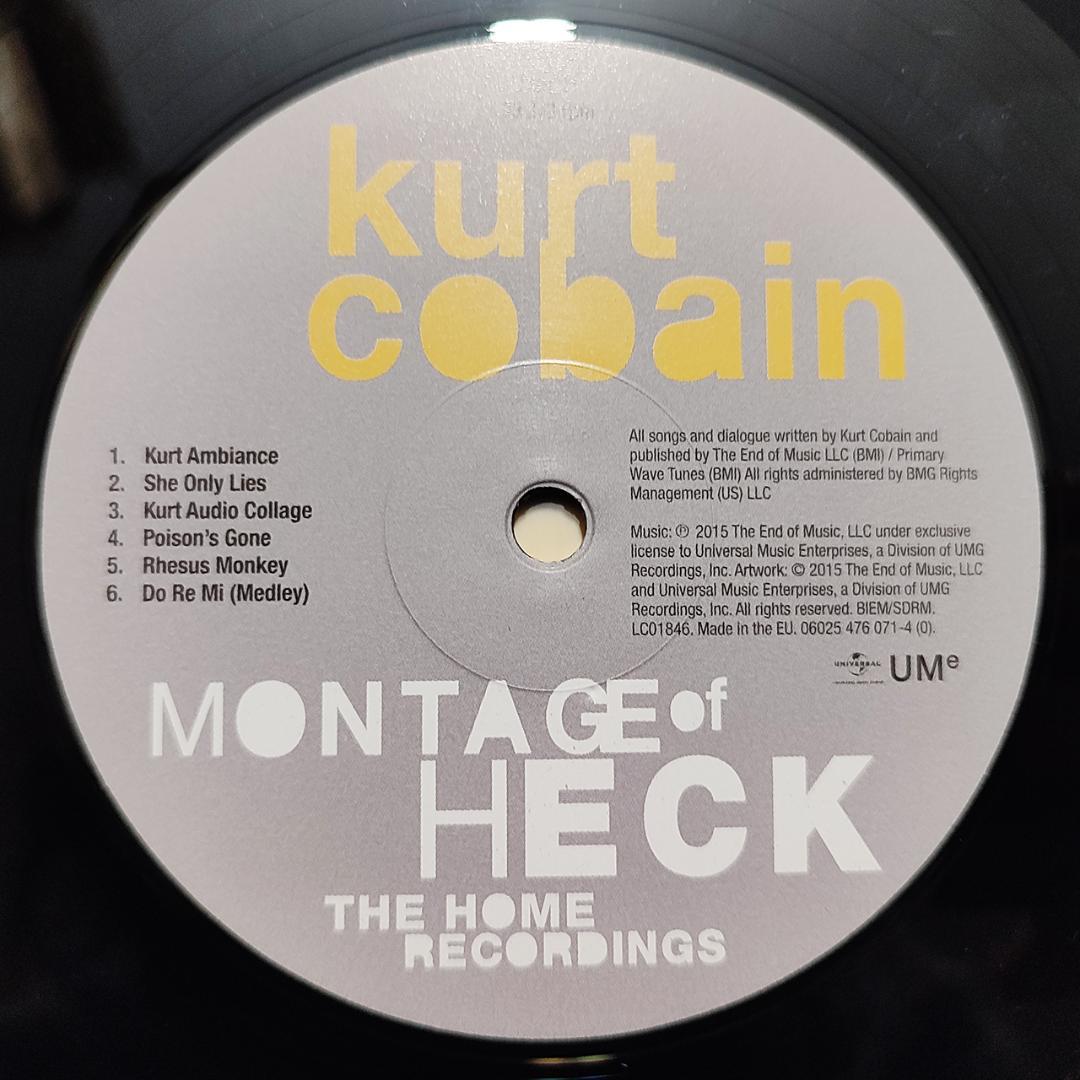 kurt
cobain
1. Kurt Ambiance
2. She Only Lies
3. Kurt Audio Collage
4. Poison's Gone
5. Rhesus Monkey
6. Do Re Mi (Medley)
All songs and dialogue written by Kurt Cobain and
published by The End of Music LLC (BMI) / Primary
Wave Tunes (BMI) All rights administered by BMG Rights
Management (US) LLC
Music: ℗ 2015 The End of Music, LLC under exclusive
license to Universal Music Enterprises, a Division of UMG
Recordings, Inc. Artwork: © 2015 The End of Music, LLC
and Universal Music Enterprises, a Division of UMG
Recordings, Inc. All rights reserved. BIEM/SDRM.
LC01846. Made in the EU. 06025 476 071-4 (0).
UNIVERSAL UMe
MONTAGE of
HECK
THE HOME
RECORDINGS